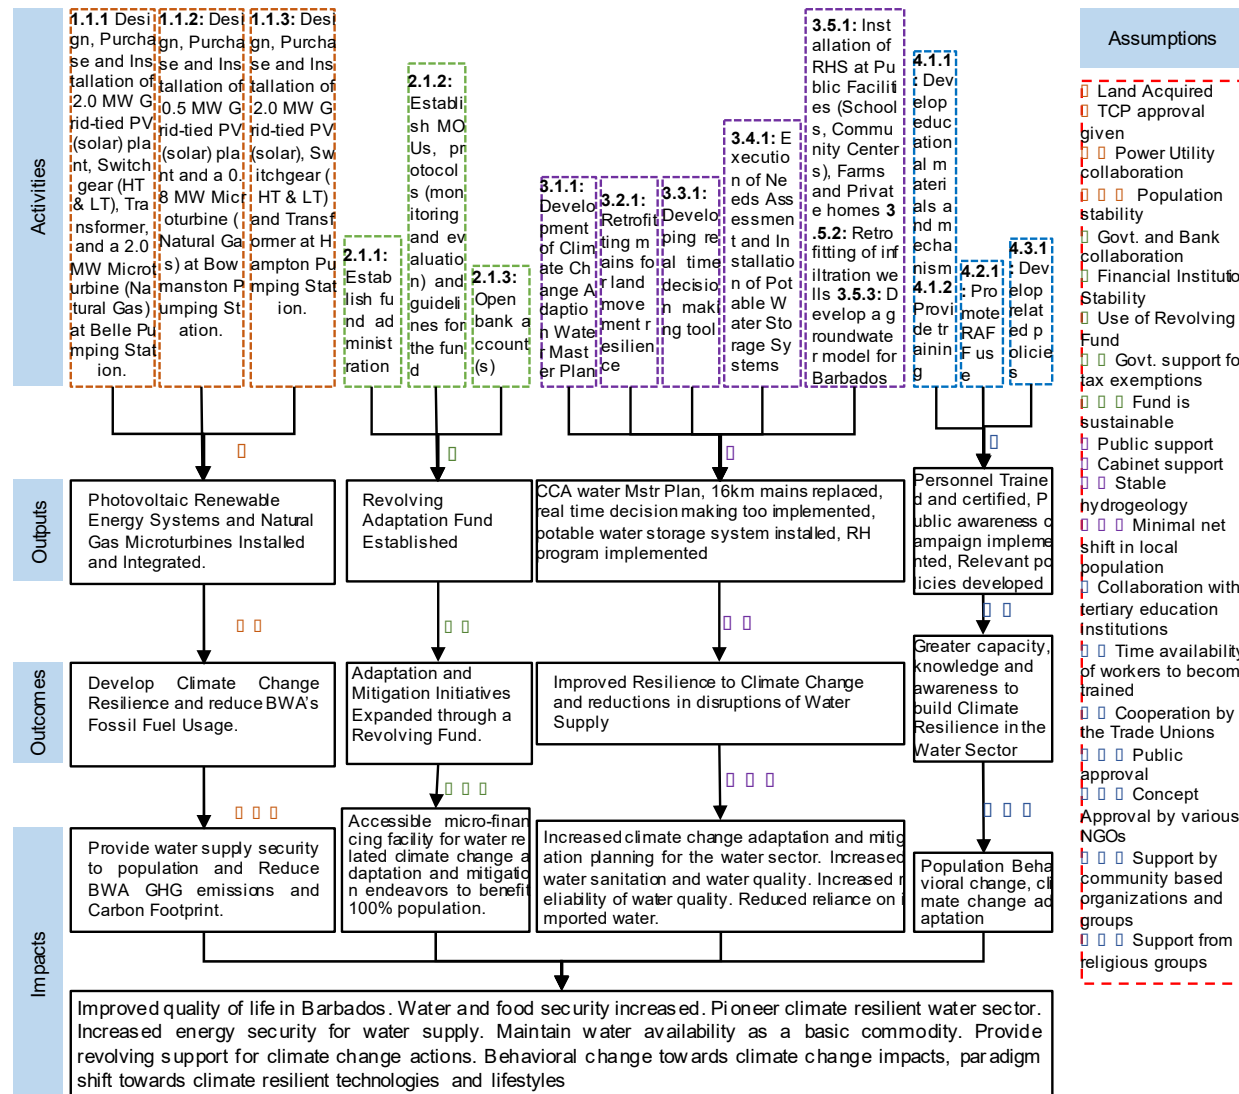 Activities
1.1.1 Desi
gn, Purcha
se and Ins
tallation of
2.0 MW G
rid-tied PV
(solar) pla
nt, Switch
gear (HT
& LT), Tra
nsformer,
and a 2.0
MW Microt
urbine (Na
tural Gas)
at Belle Pu
mping Stat
ion.
1.1.2: Desi
gn, Purcha
se and Ins
tallation of
0.5 MW G
rid-tied PV
(solar) pla
nt and a 0.
8 MW Micr
oturbine (
Natural Ga
s) at Bow
manston P
umping St
ation.
1.1.3: Desi
gn, Purcha
se and Ins
tallation of
2.0 MW G
rid-tied PV
(solar), Sw
itchgear (
HT & LT)
and Transf
ormer at H
ampton Pu
mping Stat
ion.
2.1.1:
Establ
ish fu
nd ad
minist
ration
2.1.2:
Establi
sh MO
Us, pr
otocol
s (mon
itoring
and ev
aluatio
n) and
guideli
nes for
the fun
d
2.1.3:
Open
bank a
ccount
(s)
3.1.1:
Develo
pment
of Clim
ate Ch
ange A
daptio
n Wate
r Mast
er Plan
3.2.1:
Retrofi
tting m
ains fo
r land
move
ment r
esilien
ce
3.3.1:
Develo
ping re
al time
decisio
n maki
ng tool
3.4.1: E
xecutio
n of Ne
eds Ass
essmen
t and In
stallatio
n of Pot
able W
ater Sto
rage Sy
stems
3.5.1: Inst
allation of
RHS at Pu
blic Faciliti
es (School
s, Commu
nity Center
s), Farms
and Privat
e homes 3
.5.2: Retro
fitting of inf
iltration we
lls 3.5.3: D
evelop a g
roundwate
r model for
Barbados
4.1.1
: Dev
elop
educ
ation
al m
ateri
als a
nd m
echa
nism
4.1.2
Provi
de tr
ainin
g
4.2.1
: Pro
mote
RAF
F us
e
4.3.1
: Dev
elop
relat
ed p
olicie
s
Outputs
Photovoltaic Renewable
Energy Systems and Natural
Gas Microturbines Installed
and Integrated.
Revolving
Adaptation Fund
Established
CCA water Mstr Plan, 16km mains replaced,
real time decision making too implemented,
potable water storage system installed, RH
program implemented
Personnel Traine
d and certified, P
ublic awareness c
ampaign impleme
nted, Relevant po
licies developed
Outcomes
Develop Climate Change
Resilience and reduce BWA's
Fossil Fuel Usage.
Adaptation and
Mitigation Initiatives
Expanded through a
Revolving Fund.
Improved Resilience to Climate Change
and reductions in disruptions of Water
Supply
Greater capacity,
knowledge and
awareness to
build Climate
Resilience in the
Water Sector
Impacts
Provide water supply security
to population and Reduce
BWA GHG emissions and
Carbon Footprint.
Accessible micro-finan
cing facility for water re
lated climate change a
daptation and mitigatio
n endeavors to benefit
100% population.
Increased climate change adaptation and mitig
ation planning for the water sector. Increased
water sanitation and water quality. Increased r
eliability of water quality. Reduced reliance on i
mported water.
Population Beha
vioral change, cli
mate change ad
aptation
Improved quality of life in Barbados. Water and food security increased. Pioneer climate resilient water sector.
Increased energy security for water supply. Maintain water availability as a basic commodity. Provide
revolving support for climate change actions. Behavioral change towards climate change impacts, paradigm
shift towards climate resilient technologies and lifestyles
Assumptions
Land Acquired
TCP approval
given
Power Utility
collaboration
Population
stability
Govt. and Bank
collaboration
Financial Institutio
Stability
Use of Revolving
Fund
Govt. support fo
tax exemptions
Fund is
sustainable
Public support
Cabinet support
Stable
hydrogeology
Minimal net
shift in local
population
Collaboration with
tertiary education
Institutions
Time availability
of workers to becom
trained
Cooperation by
the Trade Unions
Public
approval
Concept
Approval by various
NGOs
Support by
community based
organizations and
groups
Support from
religious groups